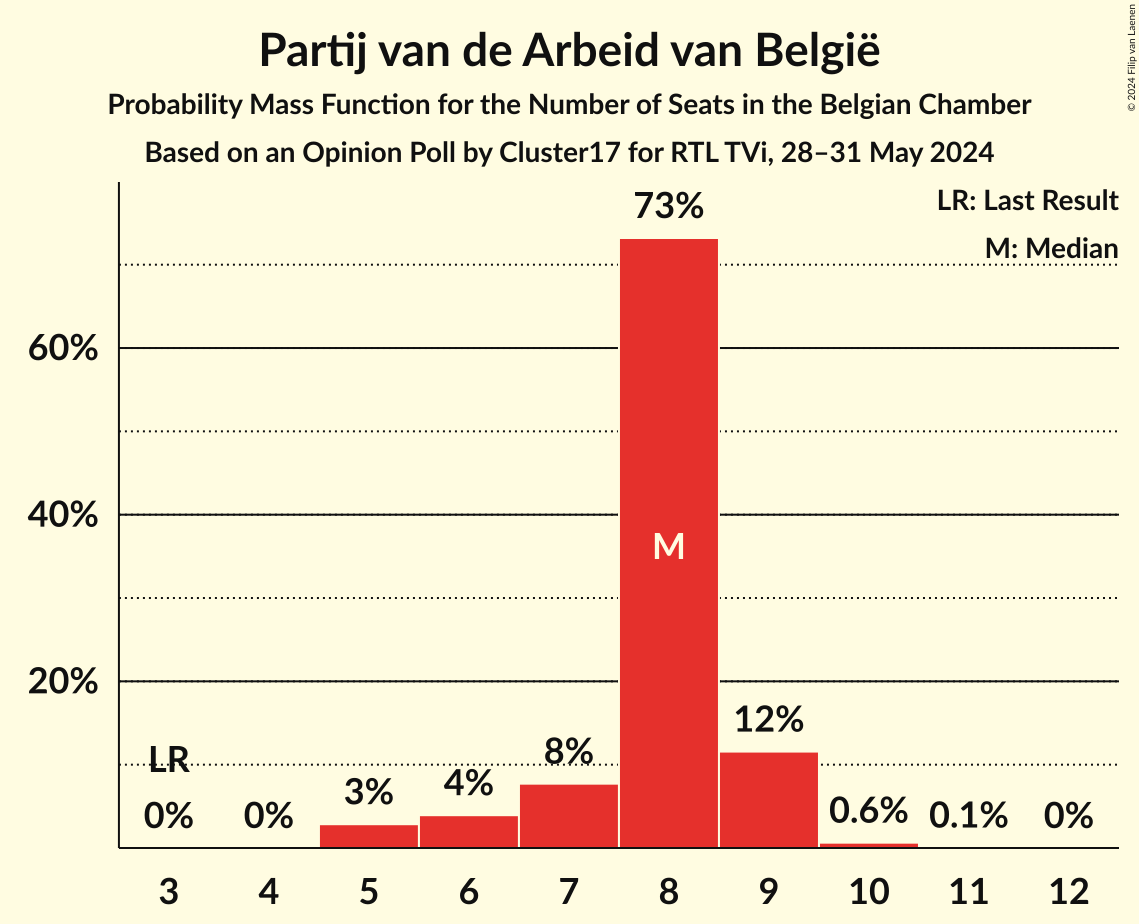 Partij van de Arbeid van België
Probability Mass Function for the Number of Seats in the Belgian Chamber
Based on an Opinion Poll by Cluster17 for RTL TVi, 28–31 May 2024
© 2024 Filip van Laenen
LR: Last Result
M: Median
73%
60%
40%
M
20%
12%
LR
8%
4%
3%
0%
0%
0.6%
0.1%
0%
3 4 5 6 7 8 9 10 11 12